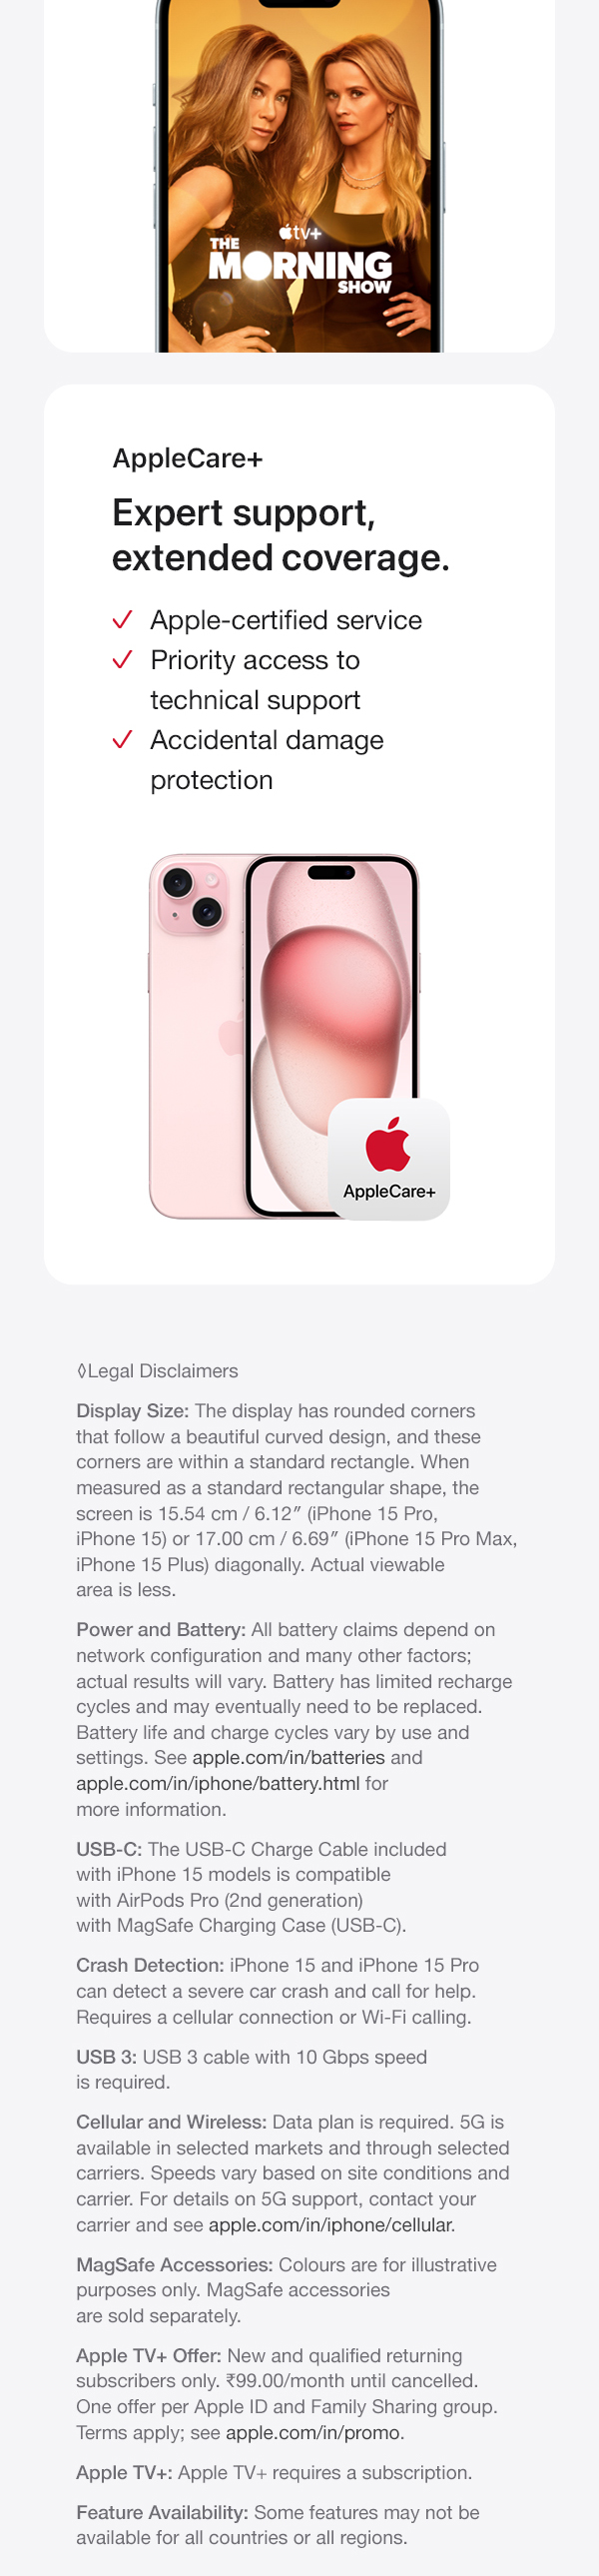 tv+
THE
MORNING
SHOW
AppleCare+
Expert support,
extended coverage.
Apple-certified service
Priority access to
technical support
Accidental damage
protection
AppleCare+
◊Legal Disclaimers
Display Size: The display has rounded corners
that follow a beautiful curved design, and these
corners are within a standard rectangle. When
measured as a standard rectangular shape, the
screen is 15.54 cm / 6.12″ (iPhone 15 Pro,
iPhone 15) or 17.00 cm / 6.69″ (iPhone 15 Pro Max,
iPhone 15 Plus) diagonally. Actual viewable
area is less.
Power and Battery: All battery claims depend on
network configuration and many other factors;
actual results will vary. Battery has limited recharge
cycles and may eventually need to be replaced.
Battery life and charge cycles vary by use and
settings. See apple.com/in/batteries and
apple.com/in/iphone/battery.html for
more information.
USB-C: The USB-C Charge Cable included
with iPhone 15 models is compatible
with AirPods Pro (2nd generation)
with MagSafe Charging Case (USB-C).
Crash Detection: iPhone 15 and iPhone 15 Pro
can detect a severe car crash and call for help.
Requires a cellular connection or Wi-Fi calling.
USB 3: USB 3 cable with 10 Gbps speed
is required.
Cellular and Wireless: Data plan is required. 5G is
available in selected markets and through selected
carriers. Speeds vary based on site conditions and
carrier. For details on 5G support, contact your
carrier and see apple.com/in/iphone/cellular.
MagSafe Accessories: Colours are for illustrative
purposes only. MagSafe accessories
are sold separately.
Apple TV+ Offer: New and qualified returning
subscribers only. ₹99.00/month until cancelled.
One offer per Apple ID and Family Sharing group.
Terms apply; see apple.com/in/promo.
Apple TV+: Apple TV+ requires a subscription.
Feature Availability: Some features may not be
available for all countries or all regions.